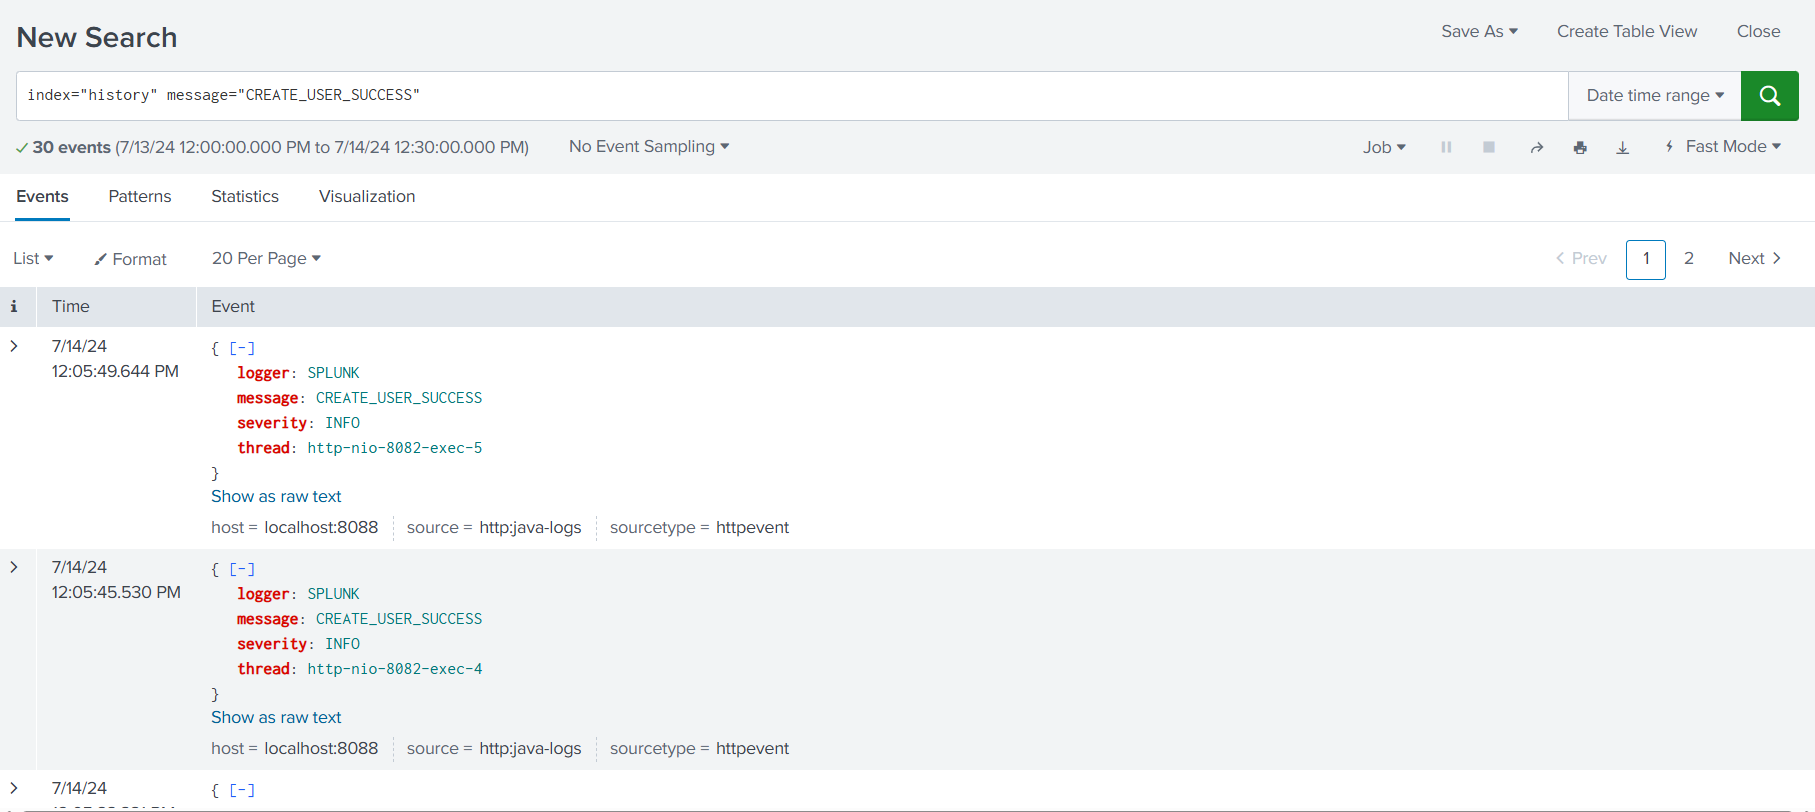 New Search
Save As Create Table View Close
index="history" message="CREATE_USER_SUCCESS"
Date time range
30 events (7/13/24 12:00:00.000 PM to 7/14/24 12:30:00.000 PM) No Event Sampling
Job Fast Mode
Events Patterns Statistics Visualization
List Format 20 Per Page
Prev 1 2 Next
i Time Event
7/14/24
12:05:49.644 PM
{ [-]
logger: SPLUNK
message: CREATE_USER_SUCCESS
severity: INFO
thread: http-nio-8082-exec-5
}
Show as raw text
host = localhost:8088 source = http:java-logs sourcetype = httpevent
7/14/24
12:05:45.530 PM
{ [-]
logger: SPLUNK
message: CREATE_USER_SUCCESS
severity: INFO
thread: http-nio-8082-exec-4
}
Show as raw text
host = localhost:8088 source = http:java-logs sourcetype = httpevent
7/14/24
{ [-]